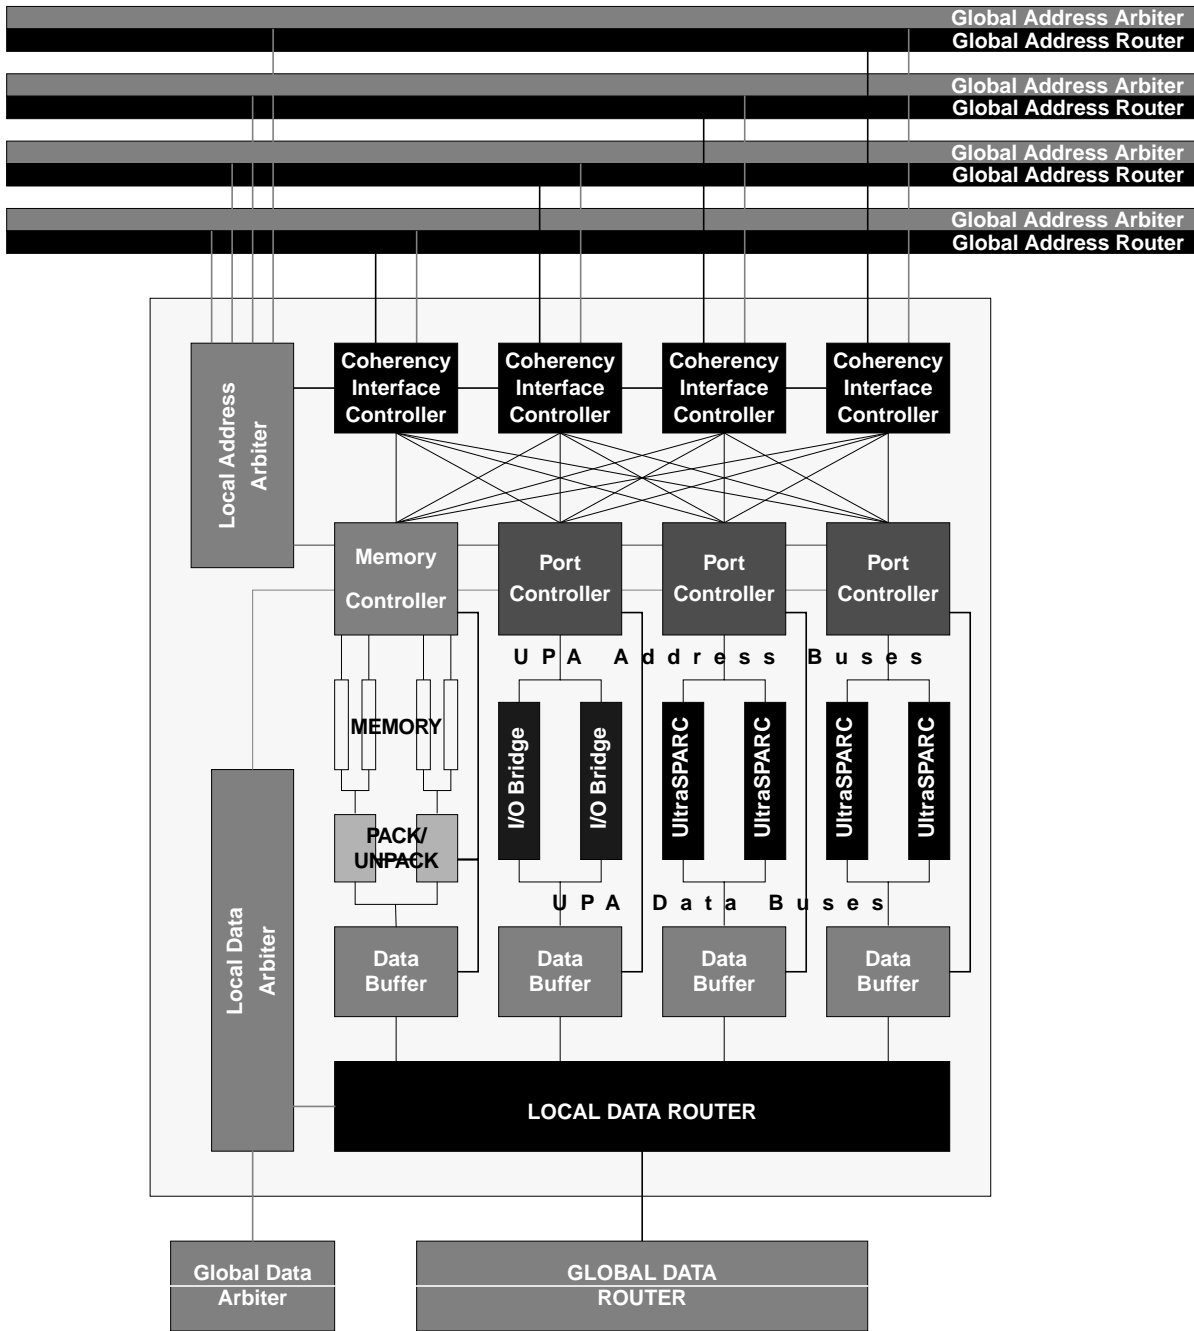 Global Address Arbiter
Global Address Router
Global Address Arbiter
Global Address Router
Global Address Arbiter
Global Address Router
Global Address Arbiter
Global Address Router
Local Address
Arbiter
Coherency
Interface
Controller
Coherency
Interface
Controller
Coherency
Interface
Controller
Coherency
Interface
Controller
Memory
Controller
Port
Controller
Port
Controller
Port
Controller
UPA Address Buses
MEMORY
I/O Bridge
I/O Bridge
UltraSPARC
UltraSPARC
UltraSPARC
UltraSPARC
PACK/
UNPACK
UPA Data Buses
Local Data
Arbiter
Data
Buffer
Data
Buffer
Data
Buffer
Data
Buffer
LOCAL DATA ROUTER
Global Data
Arbiter
GLOBAL DATA
ROUTER